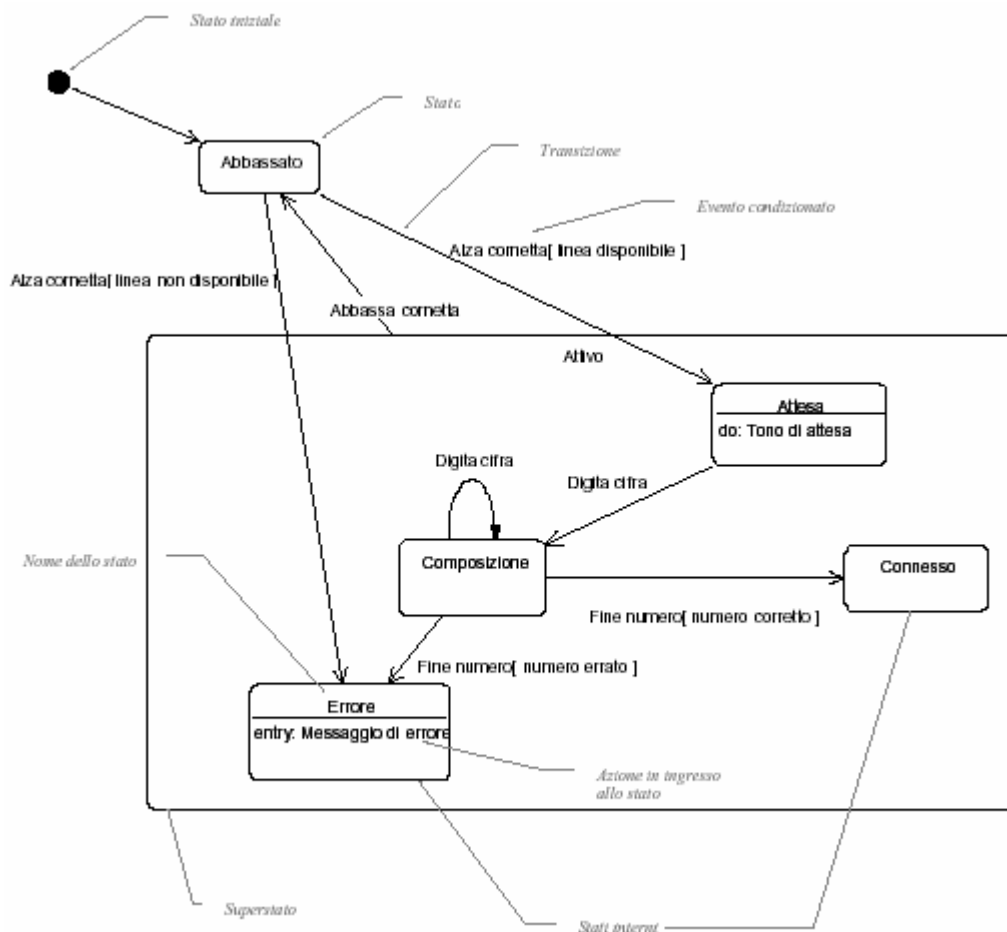 Stato iniziale
Stato
Abbassato
Transizione
Evento condizionato
Alza cornetta[ linea disponibile ]
Alza cornetta[ linea non disponibile ]
Abbassa cornetta
Attivo
Attesa
do: Tono di attesa
Digita cifra
Digita cifra
Nome dello stato
Composizione
Connesso
Fine numero[ numero corretto ]
Fine numero[ numero errato ]
Errore
entry: Messaggio di errore
Azione in ingresso
allo stato
Superstato
Stati interni